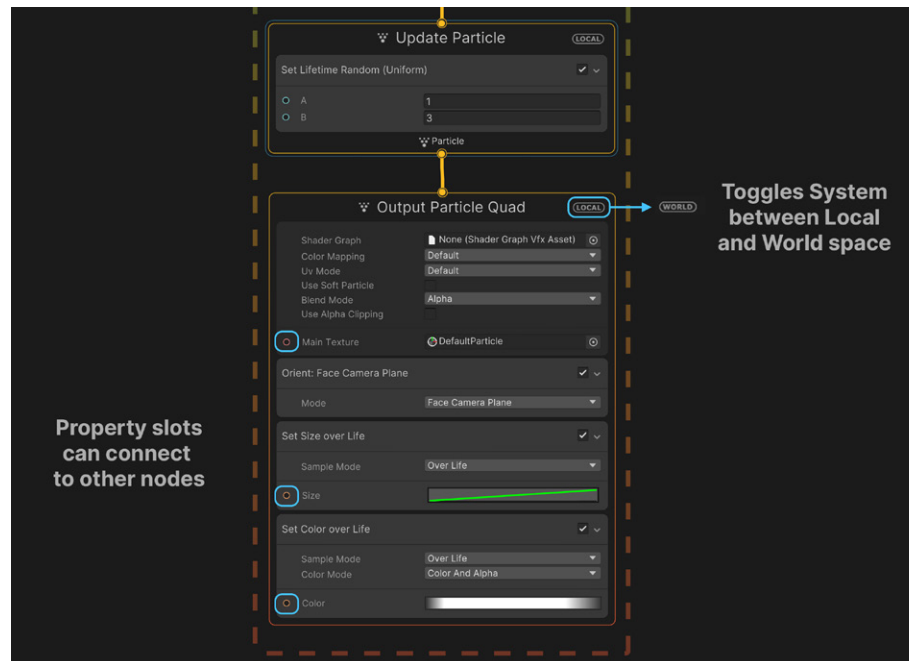 Update Particle
LOCAL
Set Lifetime Random (Uniform)
A
1
B
3
Particle
Output Particle Quad
LOCAL
WORLD
Toggles System
between Local
and World space
Shader Graph
None (Shader Graph Vfx Asset)
Color Mapping
Default
Uv Mode
Default
Use Soft Particle
Blend Mode
Alpha
Use Alpha Clipping
Main Texture
DefaultParticle
Orient: Face Camera Plane
Mode
Face Camera Plane
Property slots
can connect
to other nodes
Set Size over Life
Sample Mode
Over Life
Size
Set Color over Life
Sample Mode
Over Life
Color Mode
Color And Alpha
Color